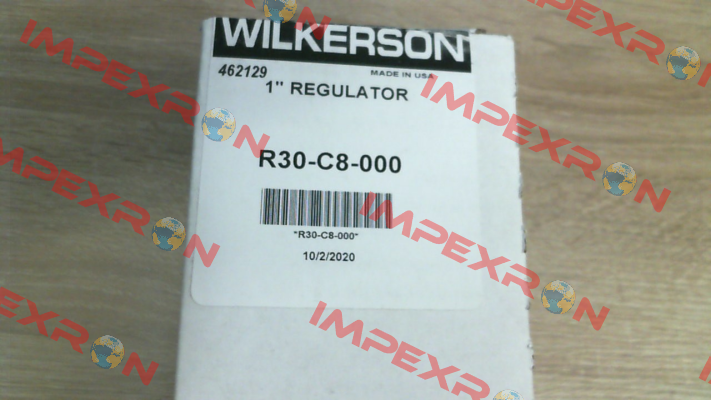 WILKERSON
462129
MADE IN USA
1" REGULATOR
R30-C8-000
"R30-C8-000"
10/2/2020
IMPEXRON
IMPEXRON
IMPEXRON
IMPEXRON
IMPEXRON
IMPEXRON